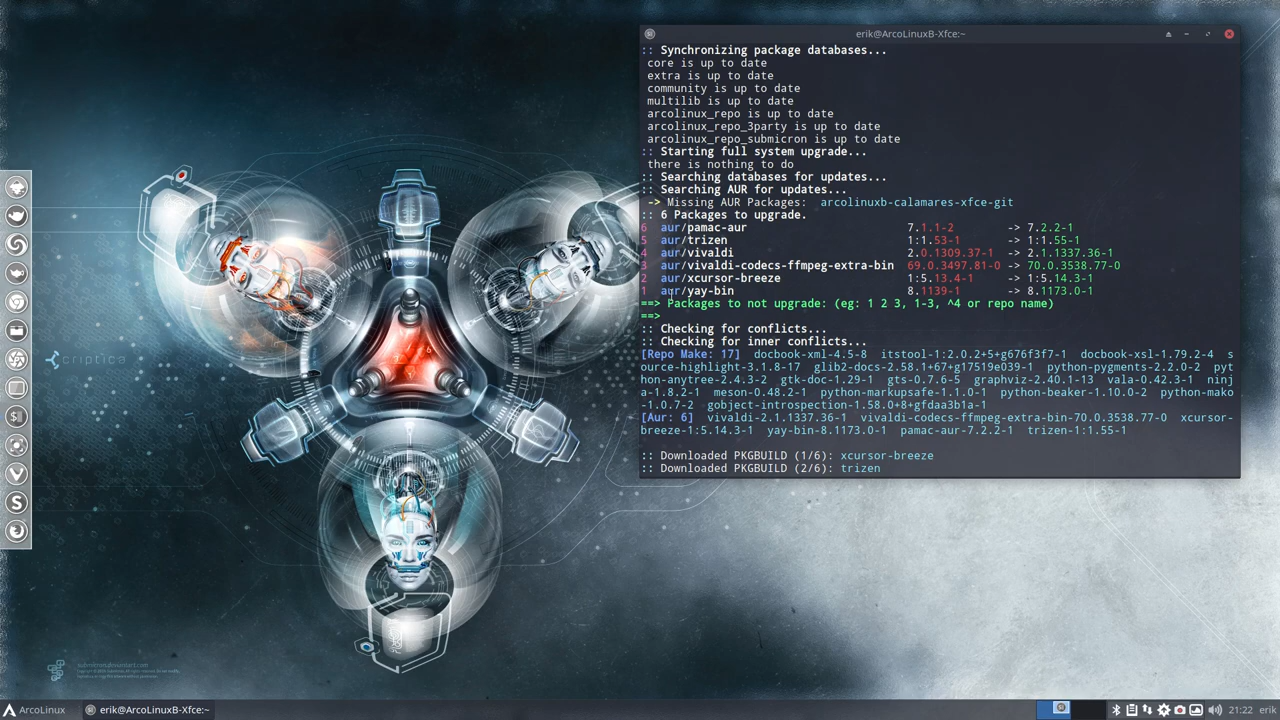 erik@ArcoLinuxB-Xfce:~
:: Synchronizing package databases...
core is up to date
extra is up to date
community is up to date
multilib is up to date
arcolinux_repo is up to date
arcolinux_repo_3party is up to date
arcolinux_repo_submicron is up to date
:: Starting full system upgrade...
there is nothing to do
:: Searching databases for updates...
:: Searching AUR for updates...
-> Missing AUR Packages:  arcolinuxb-calamares-xfce-git
:: 6 Packages to upgrade.
6  aur/pamac-aur                        7.1.1-2            -> 7.2.2-1
5  aur/trizen                           1:1.53-1           -> 1:1.55-1
4  aur/vivaldi                          2.0.1309.37-1      -> 2.1.1337.36-1
3  aur/vivaldi-codecs-ffmpeg-extra-bin  69.0.3497.81-0 -> 70.0.3538.77-0
2  aur/xcursor-breeze                   1:5.13.4-1         -> 1:5.14.3-1
1  aur/yay-bin                          8.1139-1           -> 8.1173.0-1
==> Packages to not upgrade: (eg: 1 2 3, 1-3, ^4 or repo name)
==>
:: Checking for conflicts...
:: Checking for inner conflicts...
[Repo Make: 17]  docbook-xml-4.5-8  itstool-1:2.0.2+5+g676f3f7-1  docbook-xsl-1.79.2-4  s
ource-highlight-3.1.8-17  glib2-docs-2.58.1+67+g17519e039-1  python-pygments-2.2.0-2  pyt
hon-anytree-2.4.3-2  gtk-doc-1.29-1  gts-0.7.6-5  graphviz-2.40.1-13  vala-0.42.3-1  ninj
a-1.8.2-1  meson-0.48.2-1  python-markupsafe-1.1.0-1  python-beaker-1.10.0-2  python-mako
-1.0.7-2  gobject-introspection-1.58.0+8+gfdaa3b1a-1
[Aur: 6]  vivaldi-2.1.1337.36-1  vivaldi-codecs-ffmpeg-extra-bin-70.0.3538.77-0  xcursor-
breeze-1:5.14.3-1  yay-bin-8.1173.0-1  pamac-aur-7.2.2-1  trizen-1:1.55-1
:: Downloaded PKGBUILD (1/6): xcursor-breeze
:: Downloaded PKGBUILD (2/6): trizen
criptica
ArcoLinux
erik@ArcoLinuxB-Xfce:~
21:22
erik